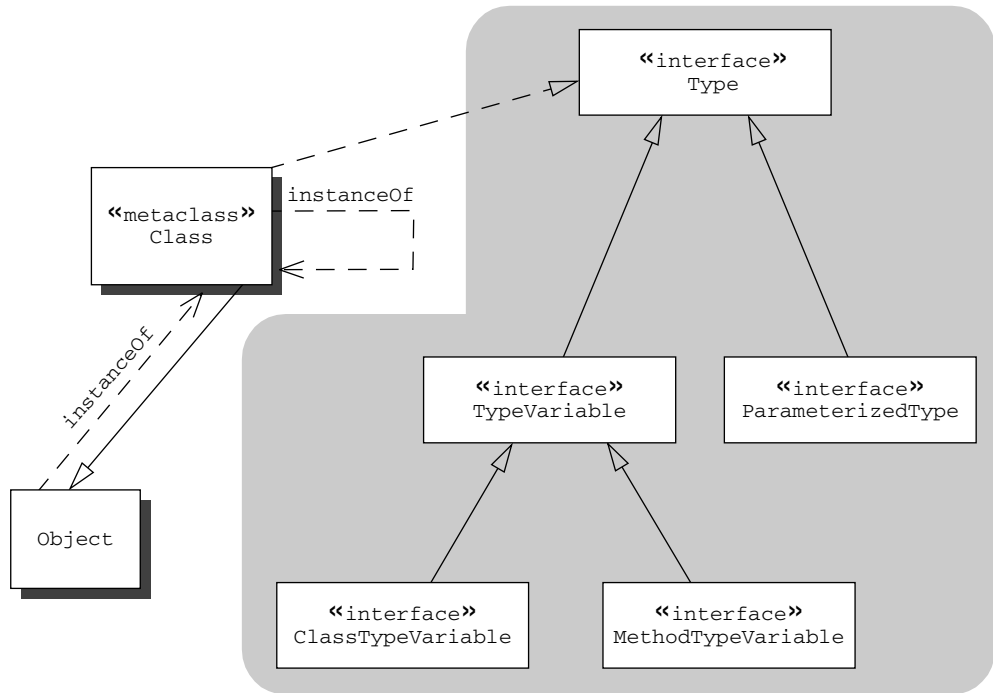 «interface»
Type
«metaclass»
Class
instanceOf
instanceOf
«interface»
TypeVariable
«interface»
ParameterizedType
Object
«interface»
ClassTypeVariable
«interface»
MethodTypeVariable